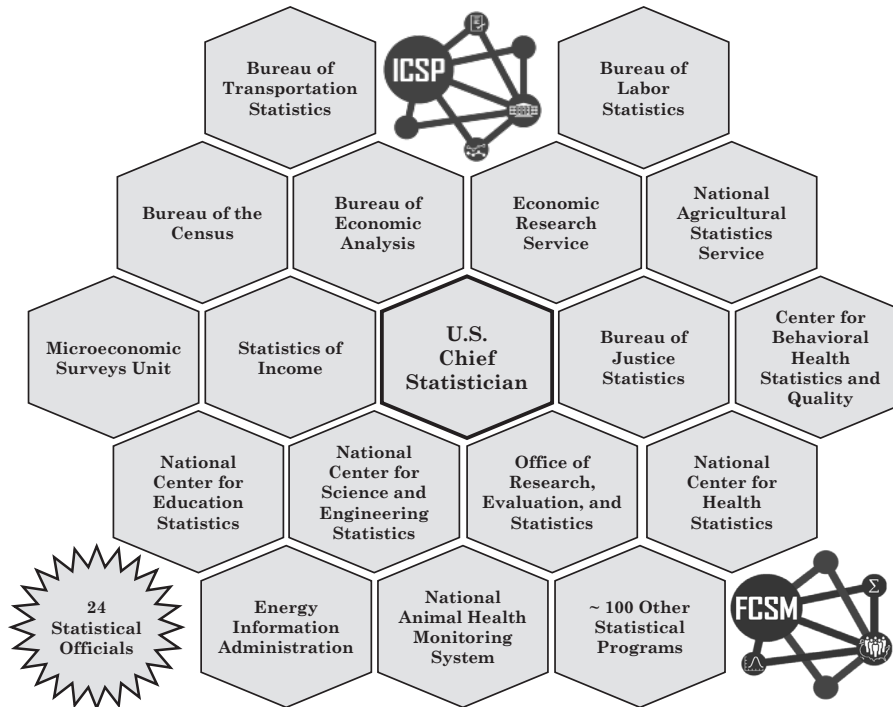 Bureau of
Transportation
Statistics
ICSP
Bureau of
Labor
Statistics
Bureau of the
Census
Bureau of
Economic
Analysis
Economic
Research
Service
National
Agricultural
Statistics
Service
Microeconomic
Surveys Unit
Statistics of
Income
U.S.
Chief
Statistician
Bureau of
Justice
Statistics
Center for
Behavioral
Health
Statistics and
Quality
National
Center for
Education
Statistics
National
Center for
Science and
Engineering
Statistics
Office of
Research,
Evaluation, and
Statistics
National
Center for
Health
Statistics
24
Statistical
Officials
Energy
Information
Administration
National
Animal Health
Monitoring
System
~ 100 Other
Statistical
Programs
FCSM
Σ